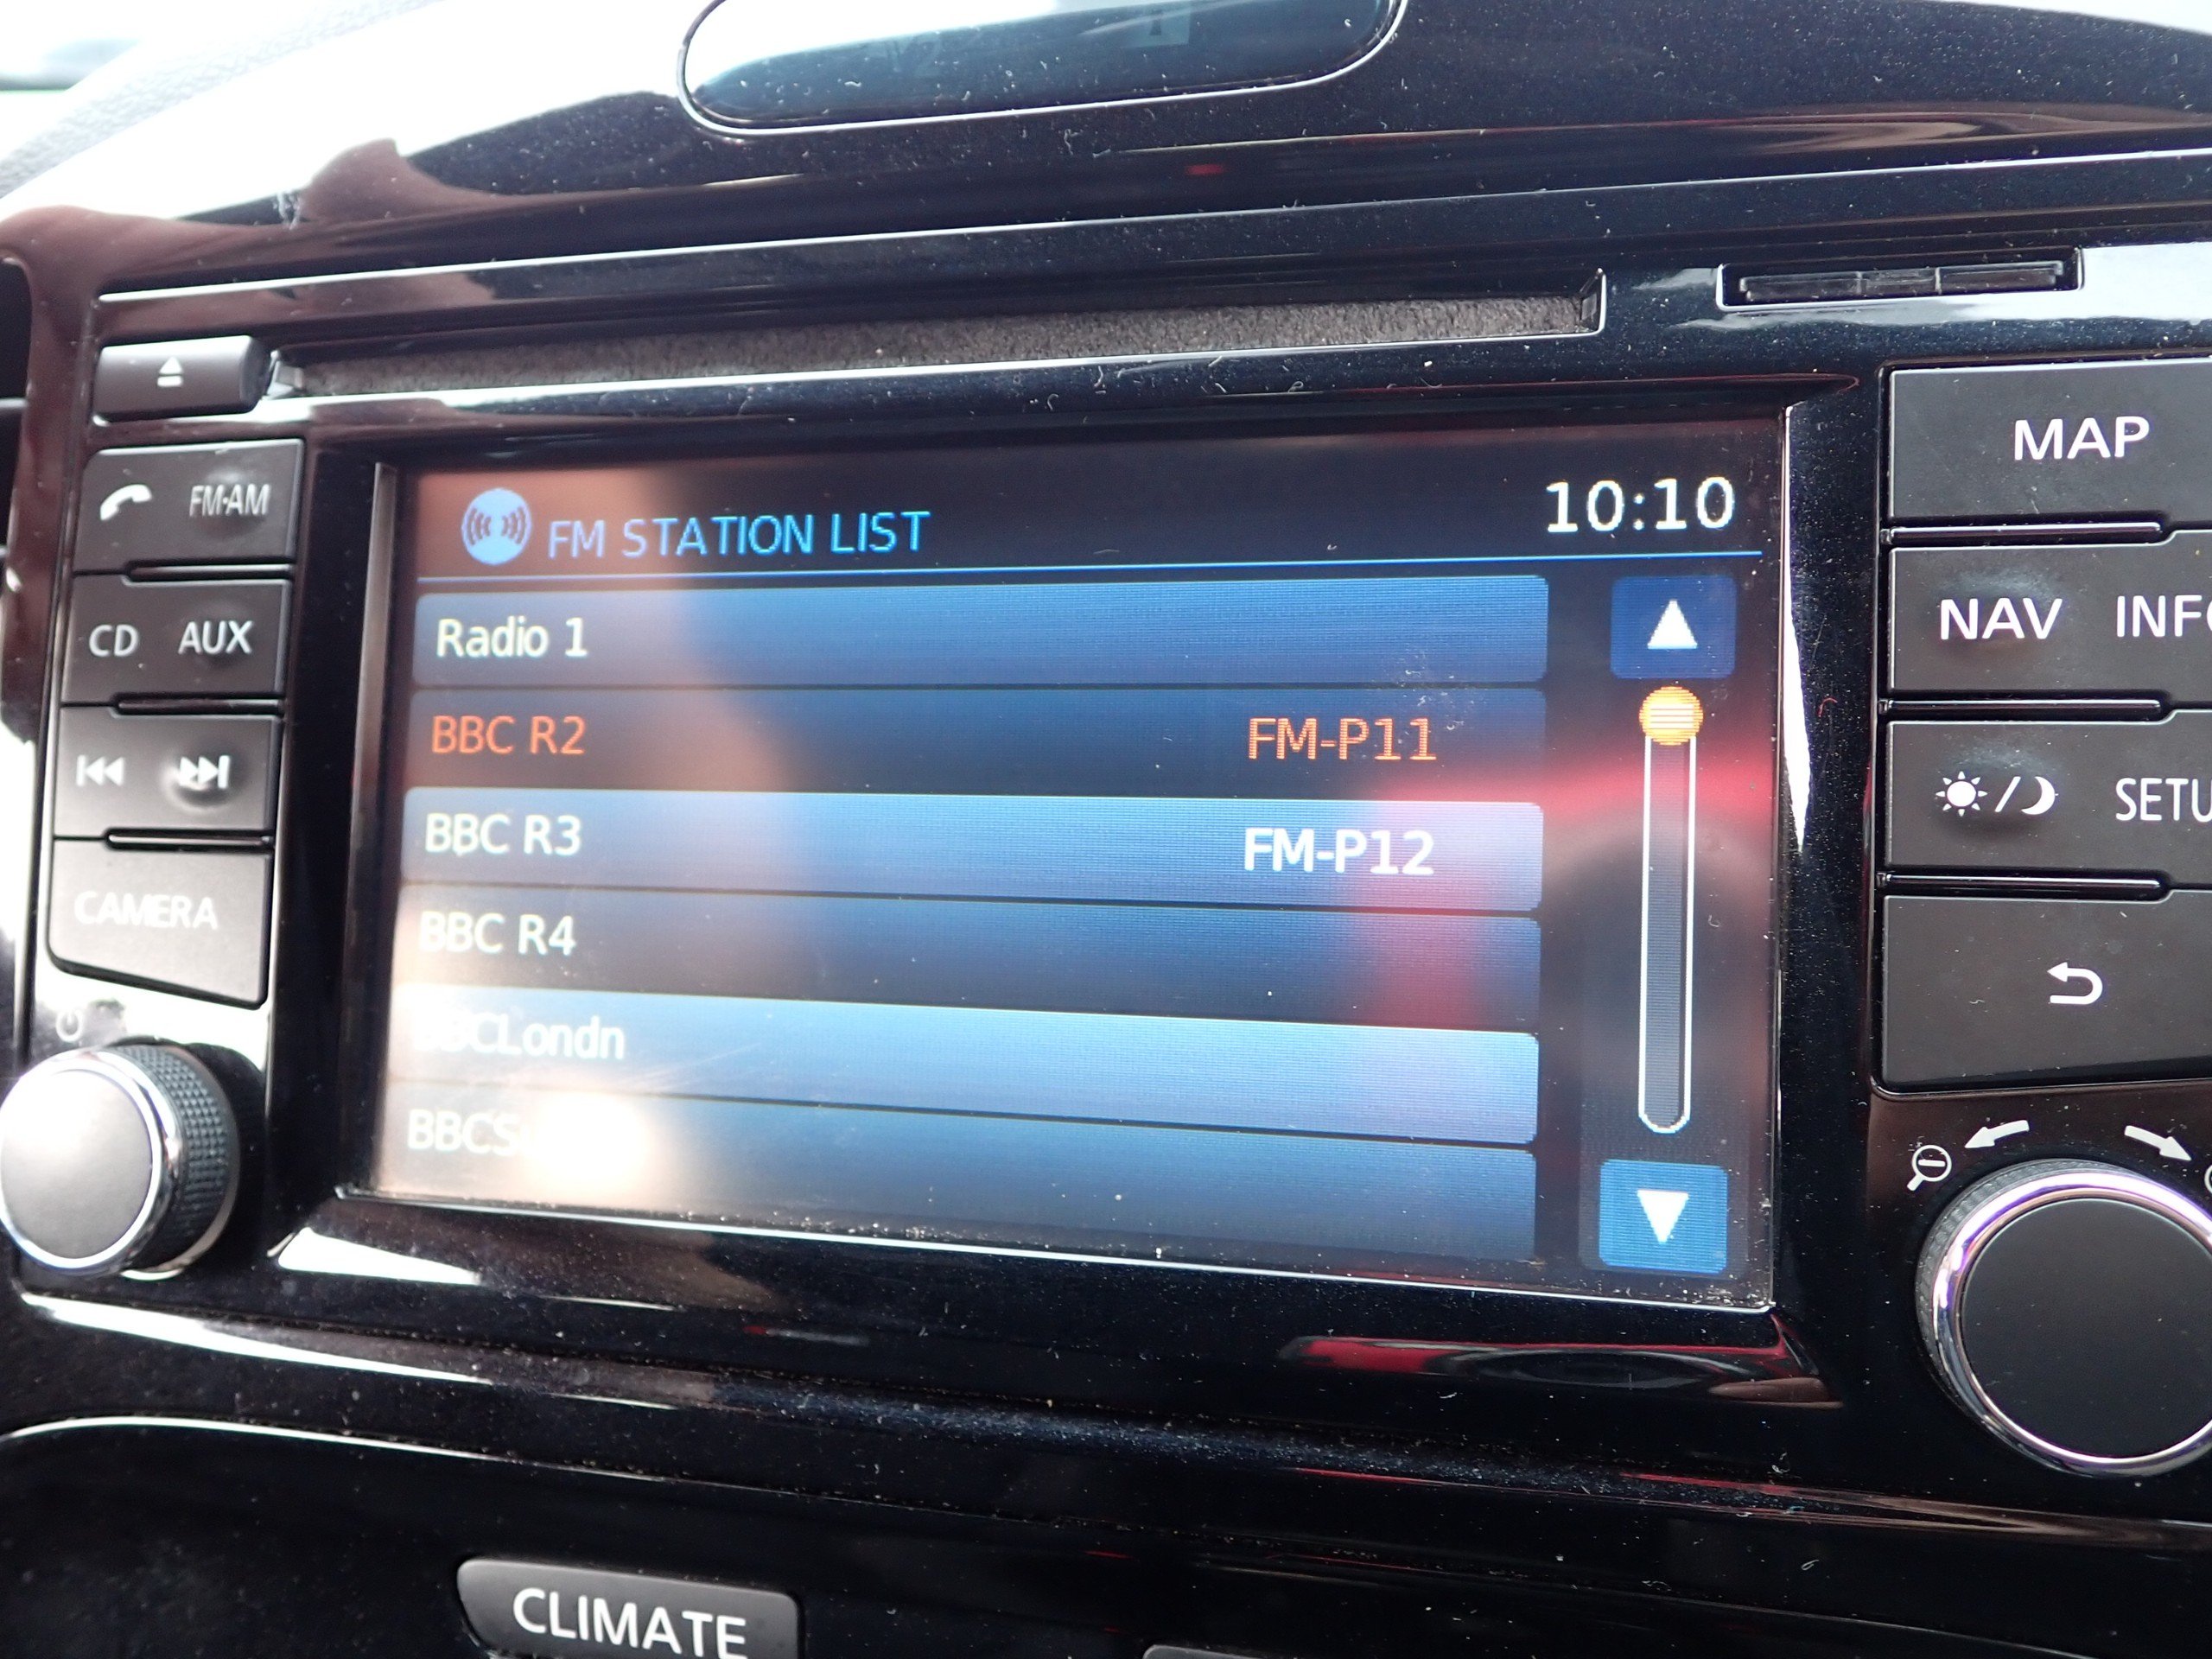 FM STATION LIST 10:10
Radio 1
BBC R2 FM-P11
BBC R3 FM-P12
BBC R4
BBCLondn
FM·AM
CD AUX
CAMERA
MAP
NAV
CLIMATE